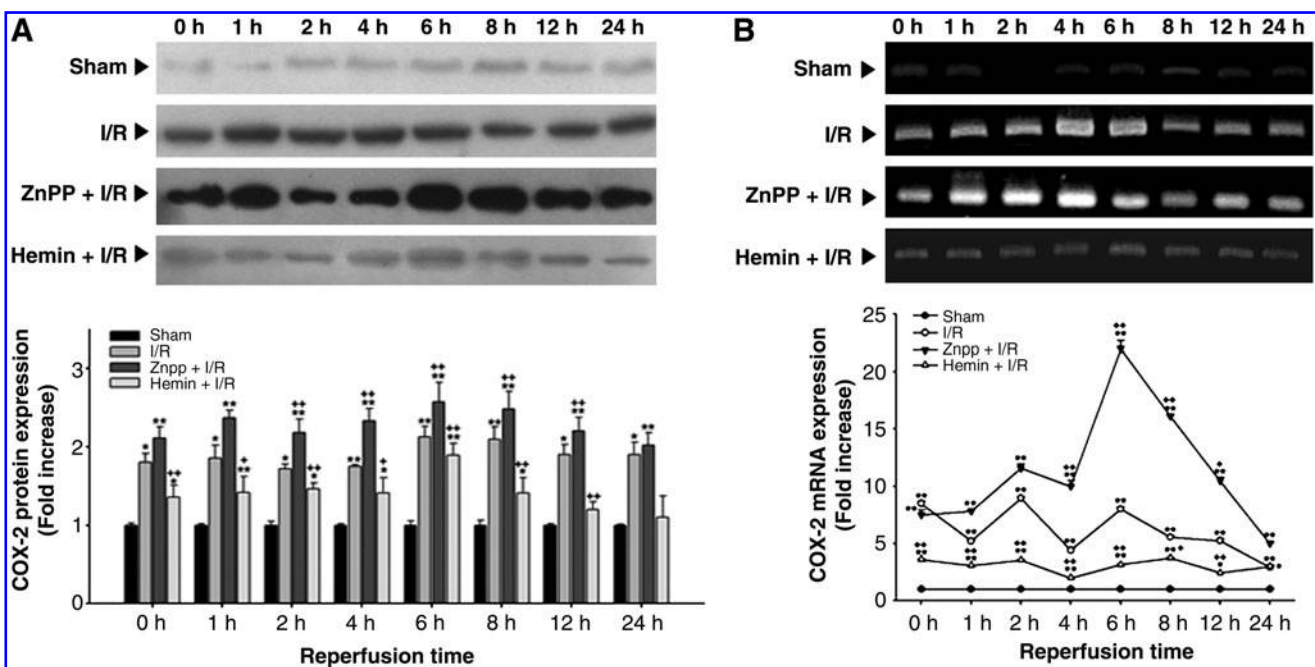 A
0 h 1 h 2 h 4 h 6 h 8 h 12 h 24 h
Sham
I/R
ZnPP + I/R
Hemin + I/R
COX-2 protein expression
(Fold increase)
3
2
1
0
Sham
I/R
Znpp + I/R
Hemin + I/R
0 h 1 h 2 h 4 h 6 h 8 h 12 h 24 h
Reperfusion time
B
0 h 1 h 2 h 4 h 6 h 8 h 12 h 24 h
Sham
I/R
ZnPP + I/R
Hemin + I/R
COX-2 mRNA expression
(Fold increase)
25
20
15
10
5
0
Sham
I/R
Znpp + I/R
Hemin + I/R
0 h 1 h 2 h 4 h 6 h 8 h 12 h 24 h
Reperfusion time